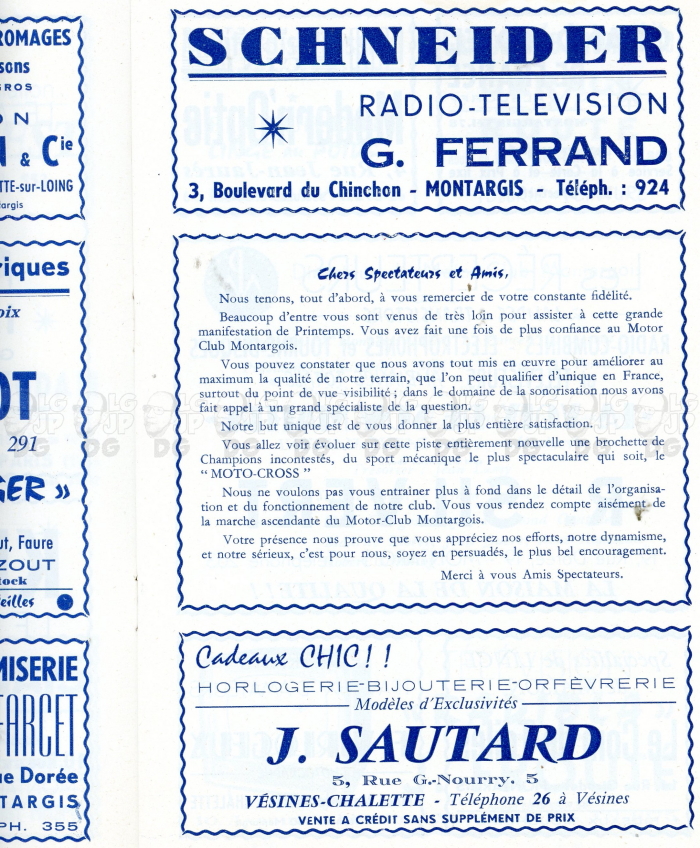 ROMAGES
sons
GROS
O N
& Cie
TTE-sur-LOING
targis
riques
oix
OT
291
GER »
ut, Faure
ZOUT
tock
eilles
MISERIE
FARCET
ue Dorée
TARGIS
PH. 355
SCHNEIDER
RADIO-TELEVISION
G. FERRAND
3, Boulevard du Chinchon - MONTARGIS - Téléph. : 924
Chers Spectateurs et Amis,
Nous tenons, tout d'abord, à vous remercier de votre constante fidélité.
Beaucoup d'entre vous sont venus de très loin pour assister à cette grande
manifestation de Printemps. Vous avez fait une fois de plus confiance au Motor
Club Montargois.
Vous pouvez constater que nous avons tout mis en œuvre pour améliorer au
maximum la qualité de notre terrain, que l'on peut qualifier d'unique en France,
surtout du point de vue visibilité ; dans le domaine de la sonorisation nous avons
fait appel à un grand spécialiste de la question.
Notre but unique est de vous donner la plus entière satisfaction.
Vous allez voir évoluer sur cette piste entièrement nouvelle une brochette de
Champions incontestés, du sport mécanique le plus spectaculaire qui soit, le
“ MOTO-CROSS ”
Nous ne voulons pas vous entrainer plus à fond dans le détail de l'organisa-
tion et du fonctionnement de notre club. Vous vous rendez compte aisément de
la marche ascendante du Motor-Club Montargois.
Votre présence nous prouve que vous appréciez nos efforts, notre dynamisme,
et notre sérieux, c'est pour nous, soyez en persuadés, le plus bel encouragement.
Merci à vous Amis Spectateurs.
Cadeaux CHIC ! !
HORLOGERIE-BIJOUTERIE-ORFÈVRERIE
Modèles d'Exclusivités
J. SAUTARD
5, Rue G.-Nourry, 5
VÉSINES-CHALETTE - Téléphone 26 à Vésines
VENTE A CRÉDIT SANS SUPPLÉMENT DE PRIX